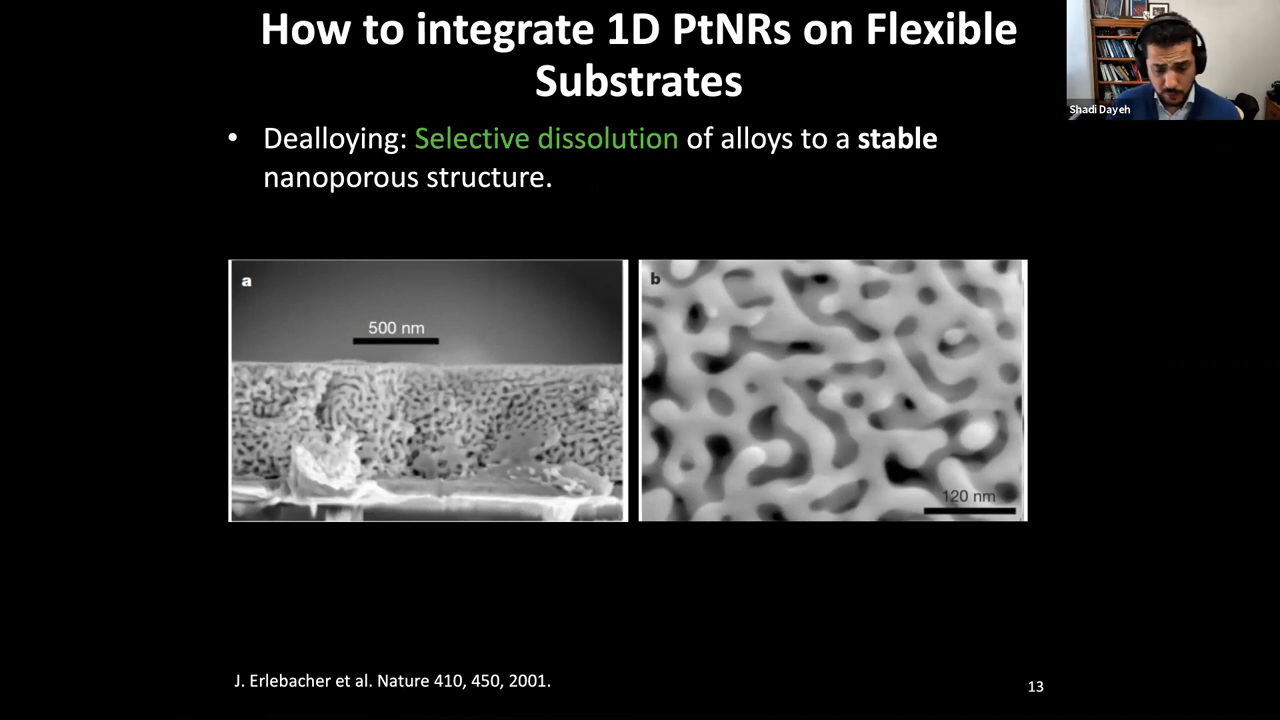 How to integrate 1D PtNRs on Flexible
Substrates
Shadi Dayeh
• Dealloying: Selective dissolution of alloys to a stable
nanoporous structure.
a
500 nm
b
120 nm
J. Erlebacher et al. Nature 410, 450, 2001.
13